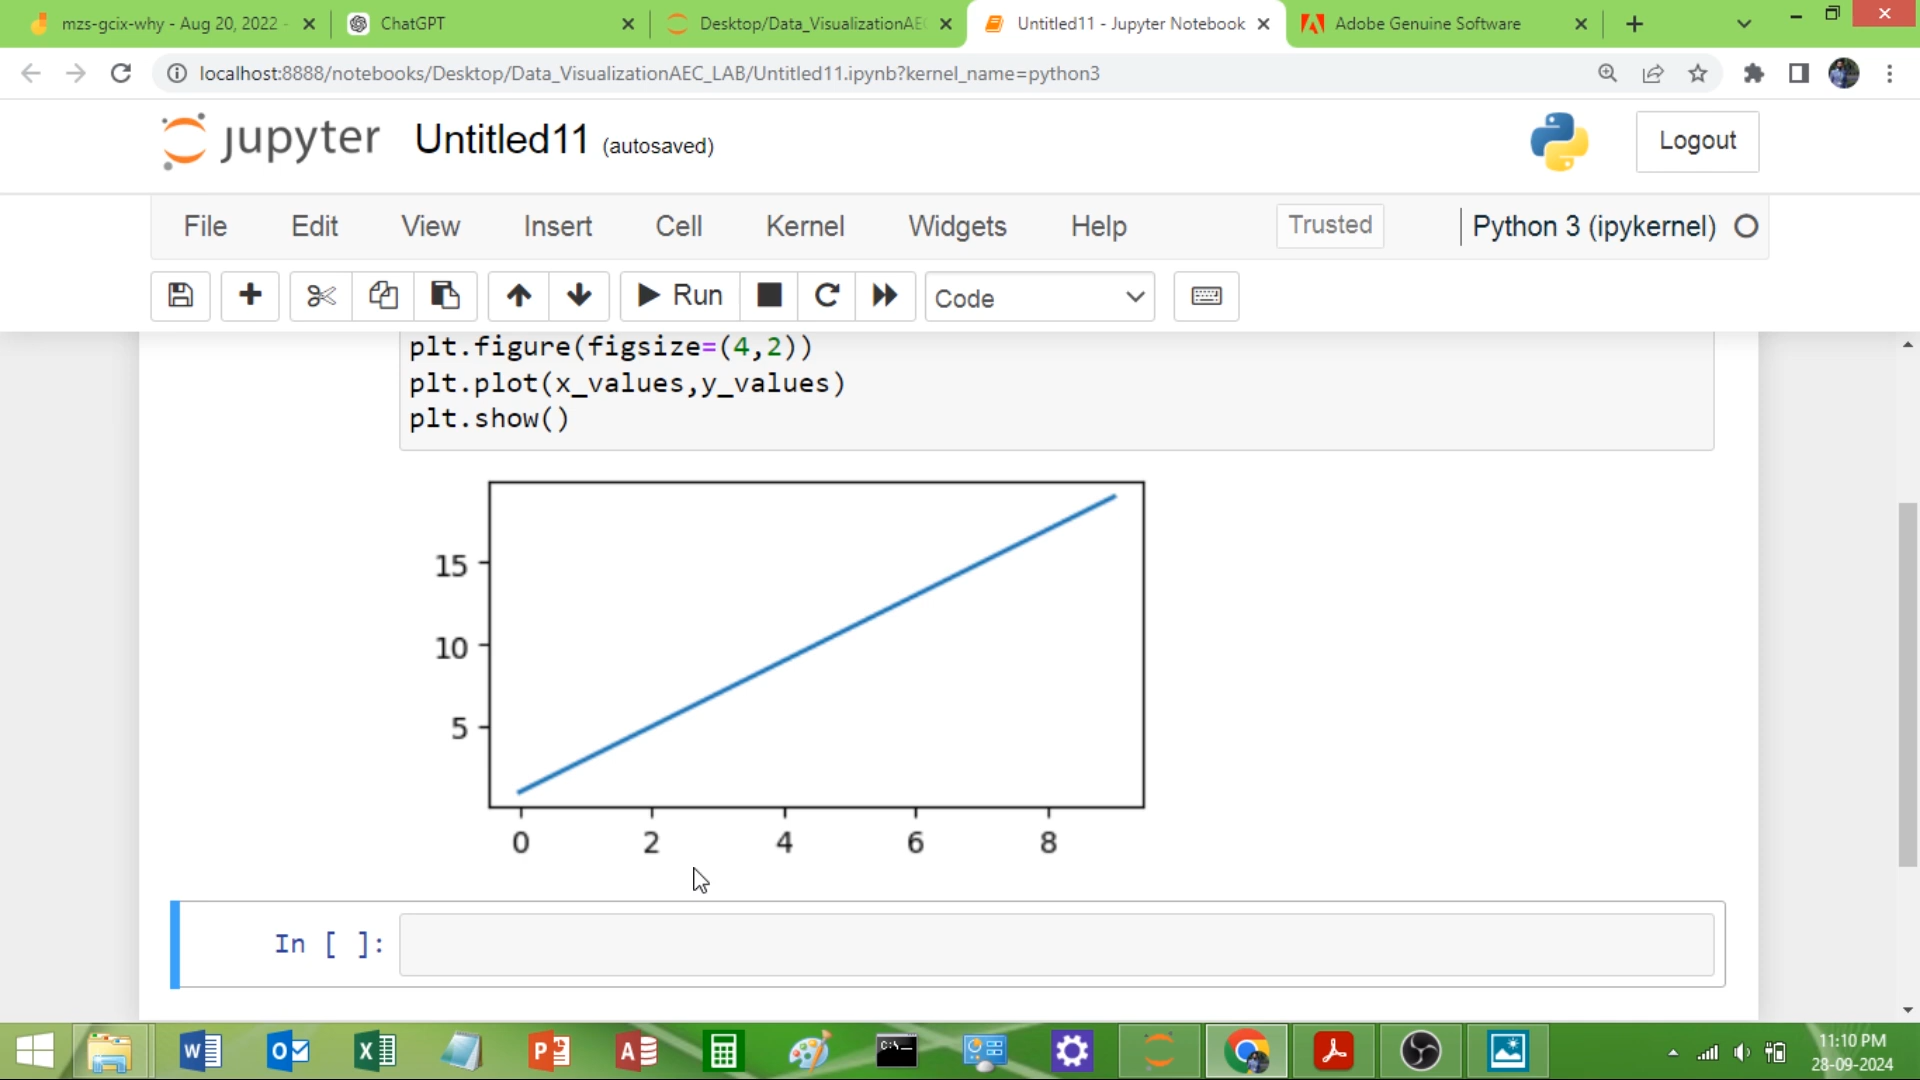 mzs-gcix-why - Aug 20, 2022 -
ChatGPT
Desktop/Data_VisualizationAEC
Untitled11 - Jupyter Notebook
Adobe Genuine Software
localhost:8888/notebooks/Desktop/Data_VisualizationAEC_LAB/Untitled11.ipynb?kernel_name=python3
jupyter Untitled11 (autosaved)
Logout
File Edit View Insert Cell Kernel Widgets Help Trusted Python 3 (ipykernel)
Run Code
plt.figure(figsize=(4,2))
plt.plot(x_values,y_values)
plt.show()
15
10
5
0 2 4 6 8
In [ ]:
11:10 PM
28-09-2024